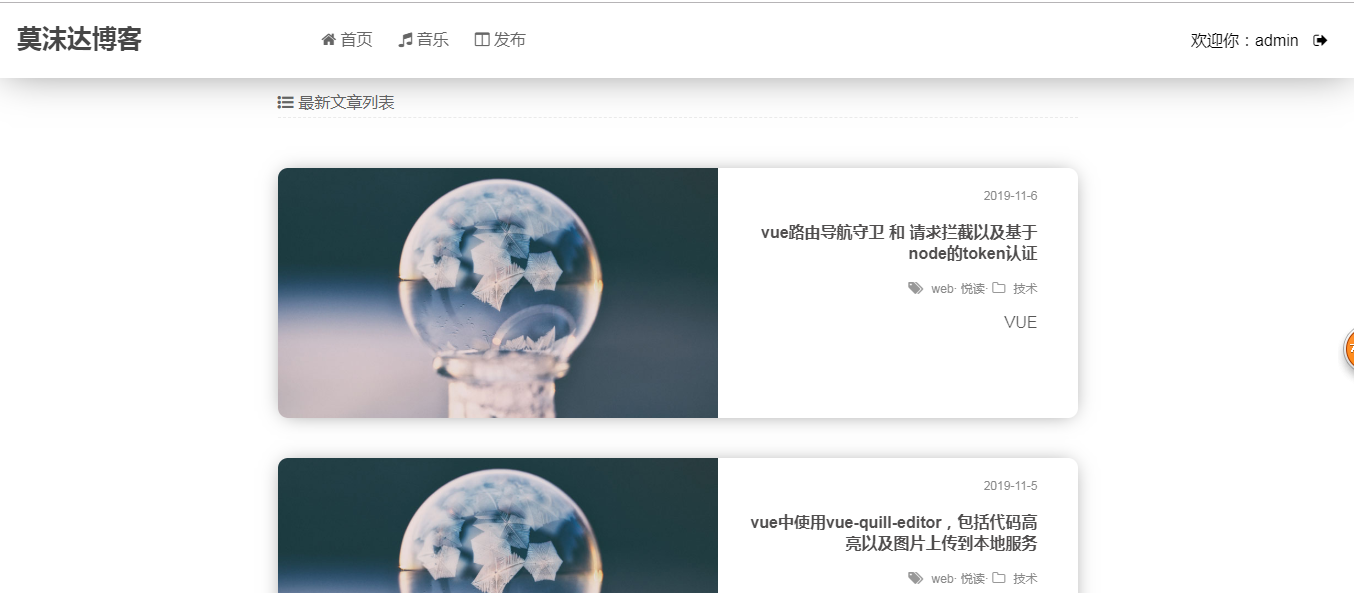 莫沫达博客
首页 音乐 发布
欢迎你：admin
最新文章列表
2019-11-6
vue路由导航守卫 和 请求拦截以及基于
node的token认证
web· 悦读· 技术
VUE
2019-11-5
vue中使用vue-quill-editor，包括代码高
亮以及图片上传到本地服务
web· 悦读· 技术